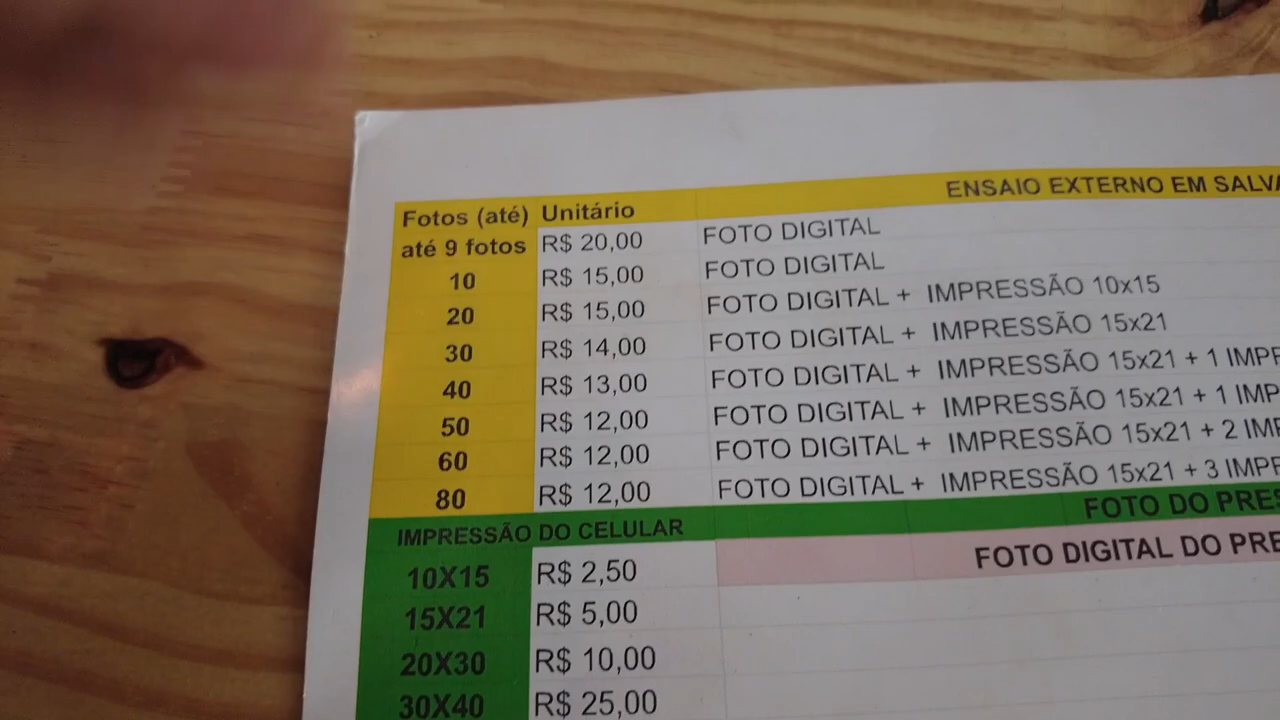 ENSAIO EXTERNO EM
Fotos (até) Unitário
até 9 fotos R$ 20,00 FOTO DIGITAL
10 R$ 15,00 FOTO DIGITAL
20 R$ 15,00 FOTO DIGITAL + IMPRESSÃO 10x15
30 R$ 14,00 FOTO DIGITAL + IMPRESSÃO 15x21
40 R$ 13,00 FOTO DIGITAL + IMPRESSÃO 15x21 + 1
50 R$ 12,00 FOTO DIGITAL + IMPRESSÃO 15x21 + 1
60 R$ 12,00 FOTO DIGITAL + IMPRESSÃO 15x21 + 2
80 R$ 12,00 FOTO DIGITAL + IMPRESSÃO 15x21 + 3
IMPRESSÃO DO CELULAR FOTO DO
FOTO DIGITAL DO
10X15 R$ 2,50
15X21 R$ 5,00
20X30 R$ 10,00
30X40 R$ 25,00